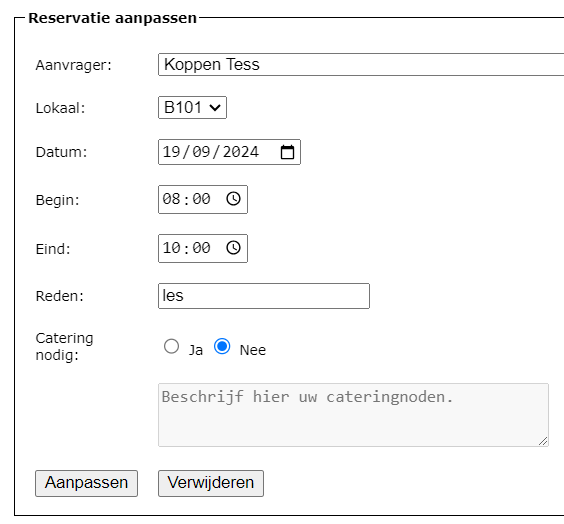 Reservatie aanpassen
Aanvrager: Koppen Tess
Lokaal: B101
Datum: 19/09/2024
Begin: 08:00
Eind: 10:00
Reden: les
Catering
nodig: Ja Nee
Beschrijf hier uw cateringnoden.
Aanpassen Verwijderen